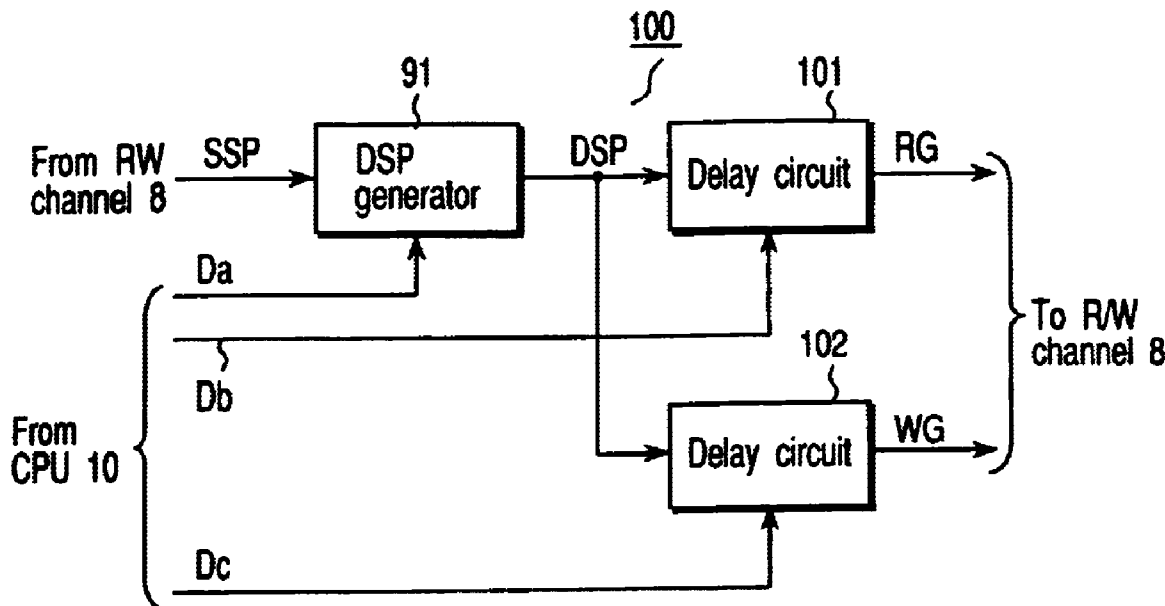 100
91
101
From RW
channel 8
SSP
DSP
generator
DSP
Delay circuit
RG
Da
Db
To R/W
channel 8
102
From
CPU 10
Delay circuit
WG
Dc